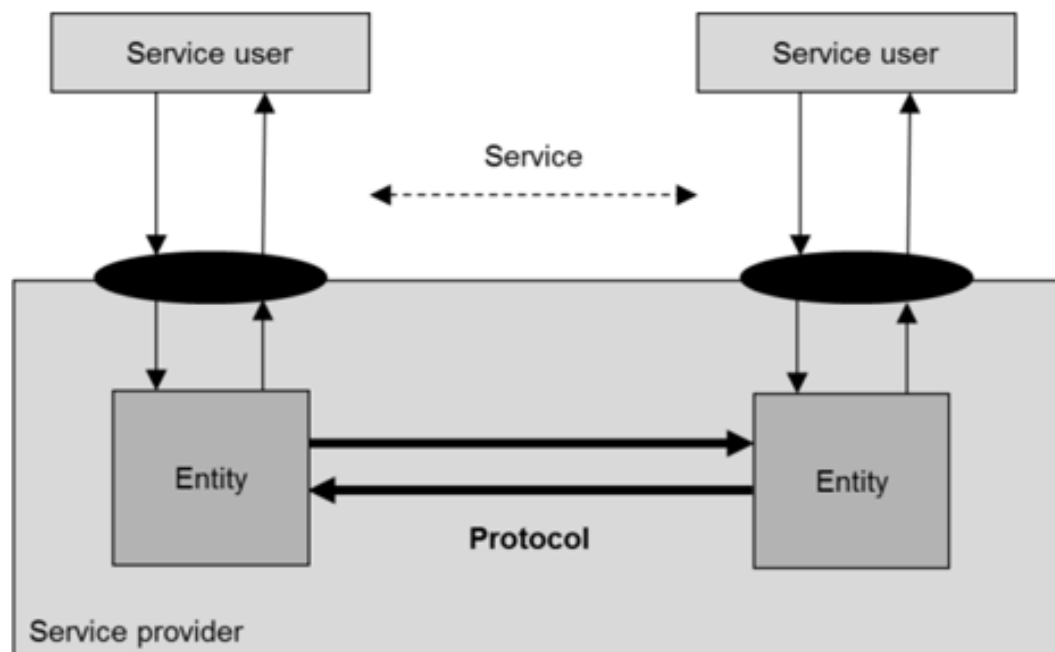 Service user
Service user
Service
Entity
Entity
Protocol
Service provider